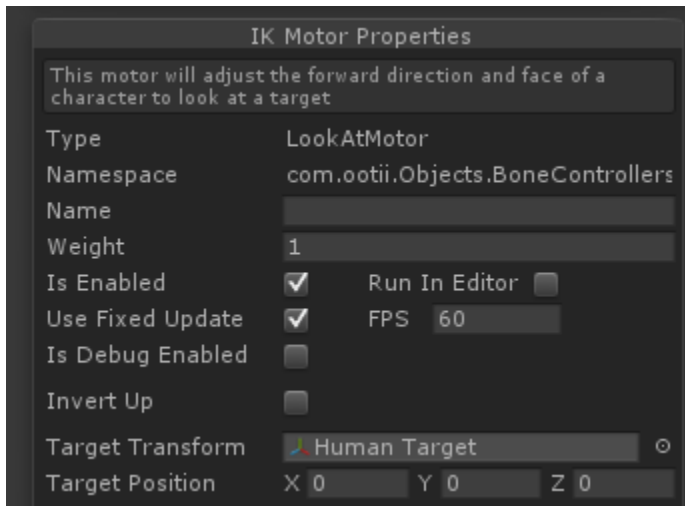 IK Motor Properties
This motor will adjust the forward direction and face of a
character to look at a target
Type LookAtMotor
Namespace com.ootii.Objects.BoneControllers
Name
Weight 1
Is Enabled Run In Editor
Use Fixed Update FPS 60
Is Debug Enabled
Invert Up
Target Transform Human Target
Target Position X 0 Y 0 Z 0